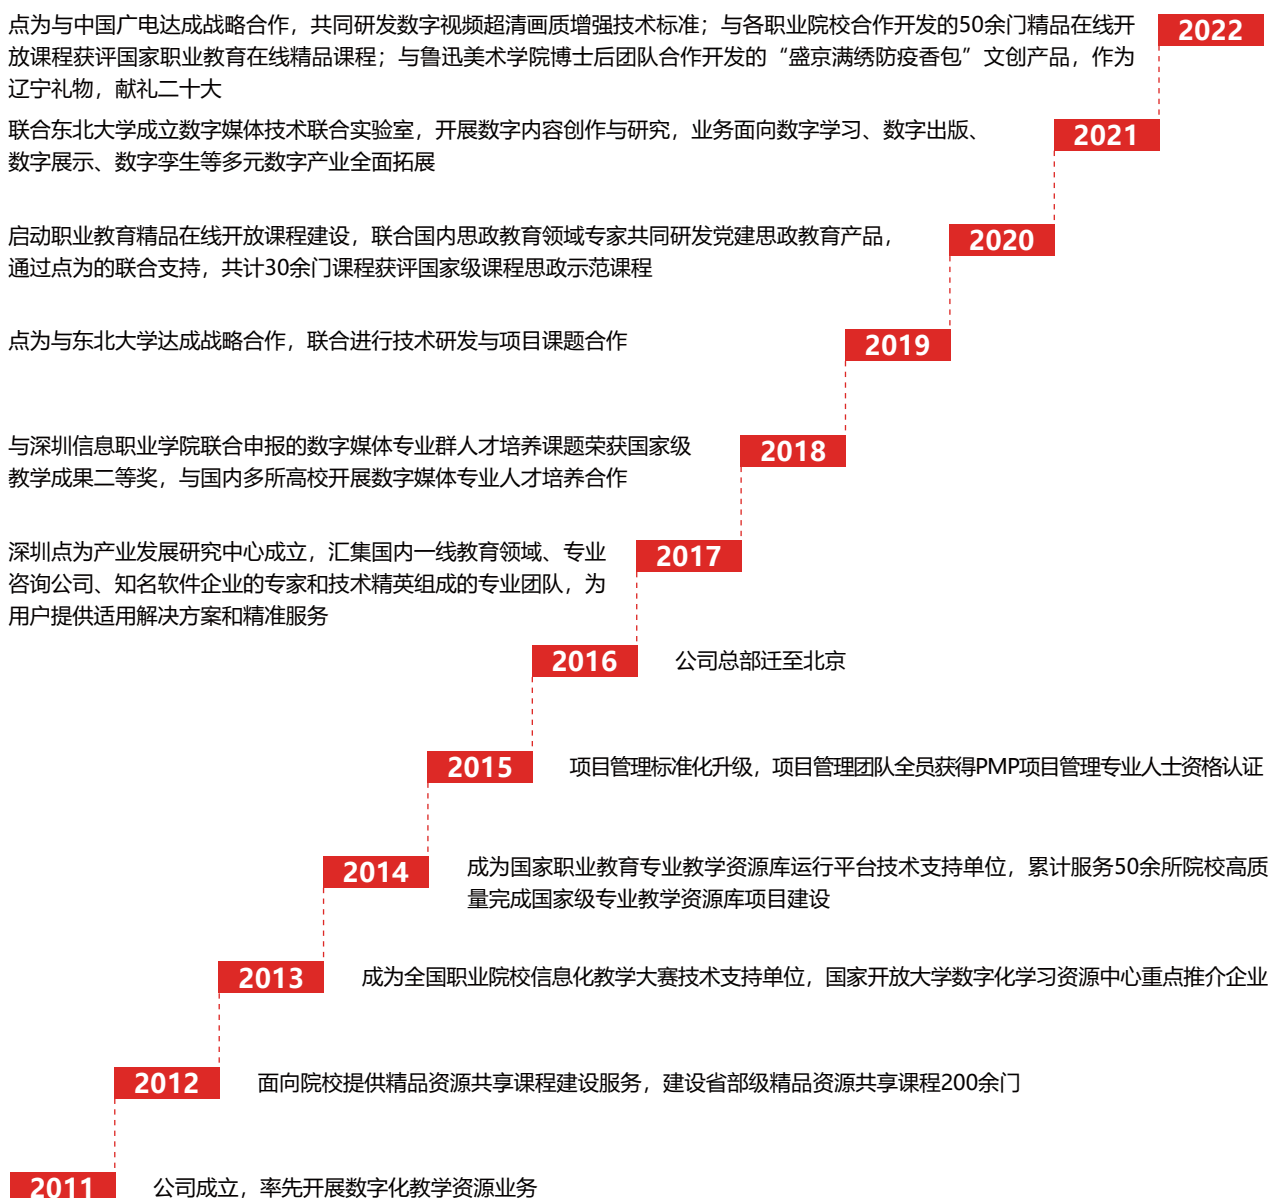 点为与中国广电达成战略合作，共同研发数字视频超清画质增强技术标准；与各职业院校合作开发的50余门精品在线开
放课程获评国家职业教育在线精品课程；与鲁迅美术学院博士后团队合作开发的“盛京满绣防疫香包”文创产品，作为
辽宁礼物，献礼二十大
2022
联合东北大学成立数字媒体技术联合实验室，开展数字内容创作与研究，业务面向数字学习、数字出版、
数字展示、数字孪生等多元数字产业全面拓展
2021
启动职业教育精品在线开放课程建设，联合国内思政教育领域专家共同研发党建思政教育产品，
通过点为的联合支持，共计30余门课程获评国家级课程思政示范课程
2020
点为与东北大学达成战略合作，联合进行技术研发与项目课题合作
2019
与深圳信息职业学院联合申报的数字媒体专业群人才培养课题荣获国家级
教学成果二等奖，与国内多所高校开展数字媒体专业人才培养合作
2018
深圳点为产业发展研究中心成立，汇集国内一线教育领域、专业
咨询公司、知名软件企业的专家和技术精英组成的专业团队，为
用户提供适用解决方案和精准服务
2017
2016
公司总部迁至北京
2015
项目管理标准化升级，项目管理团队全员获得PMP项目管理专业人士资格认证
2014
成为国家职业教育专业教学资源库运行平台技术支持单位，累计服务50余所院校高质
量完成国家级专业教学资源库项目建设
2013
成为全国职业院校信息化教学大赛技术支持单位，国家开放大学数字化学习资源中心重点推介企业
2012
面向院校提供精品资源共享课程建设服务，建设省部级精品资源共享课程200余门
2011
公司成立，率先开展数字化教学资源业务